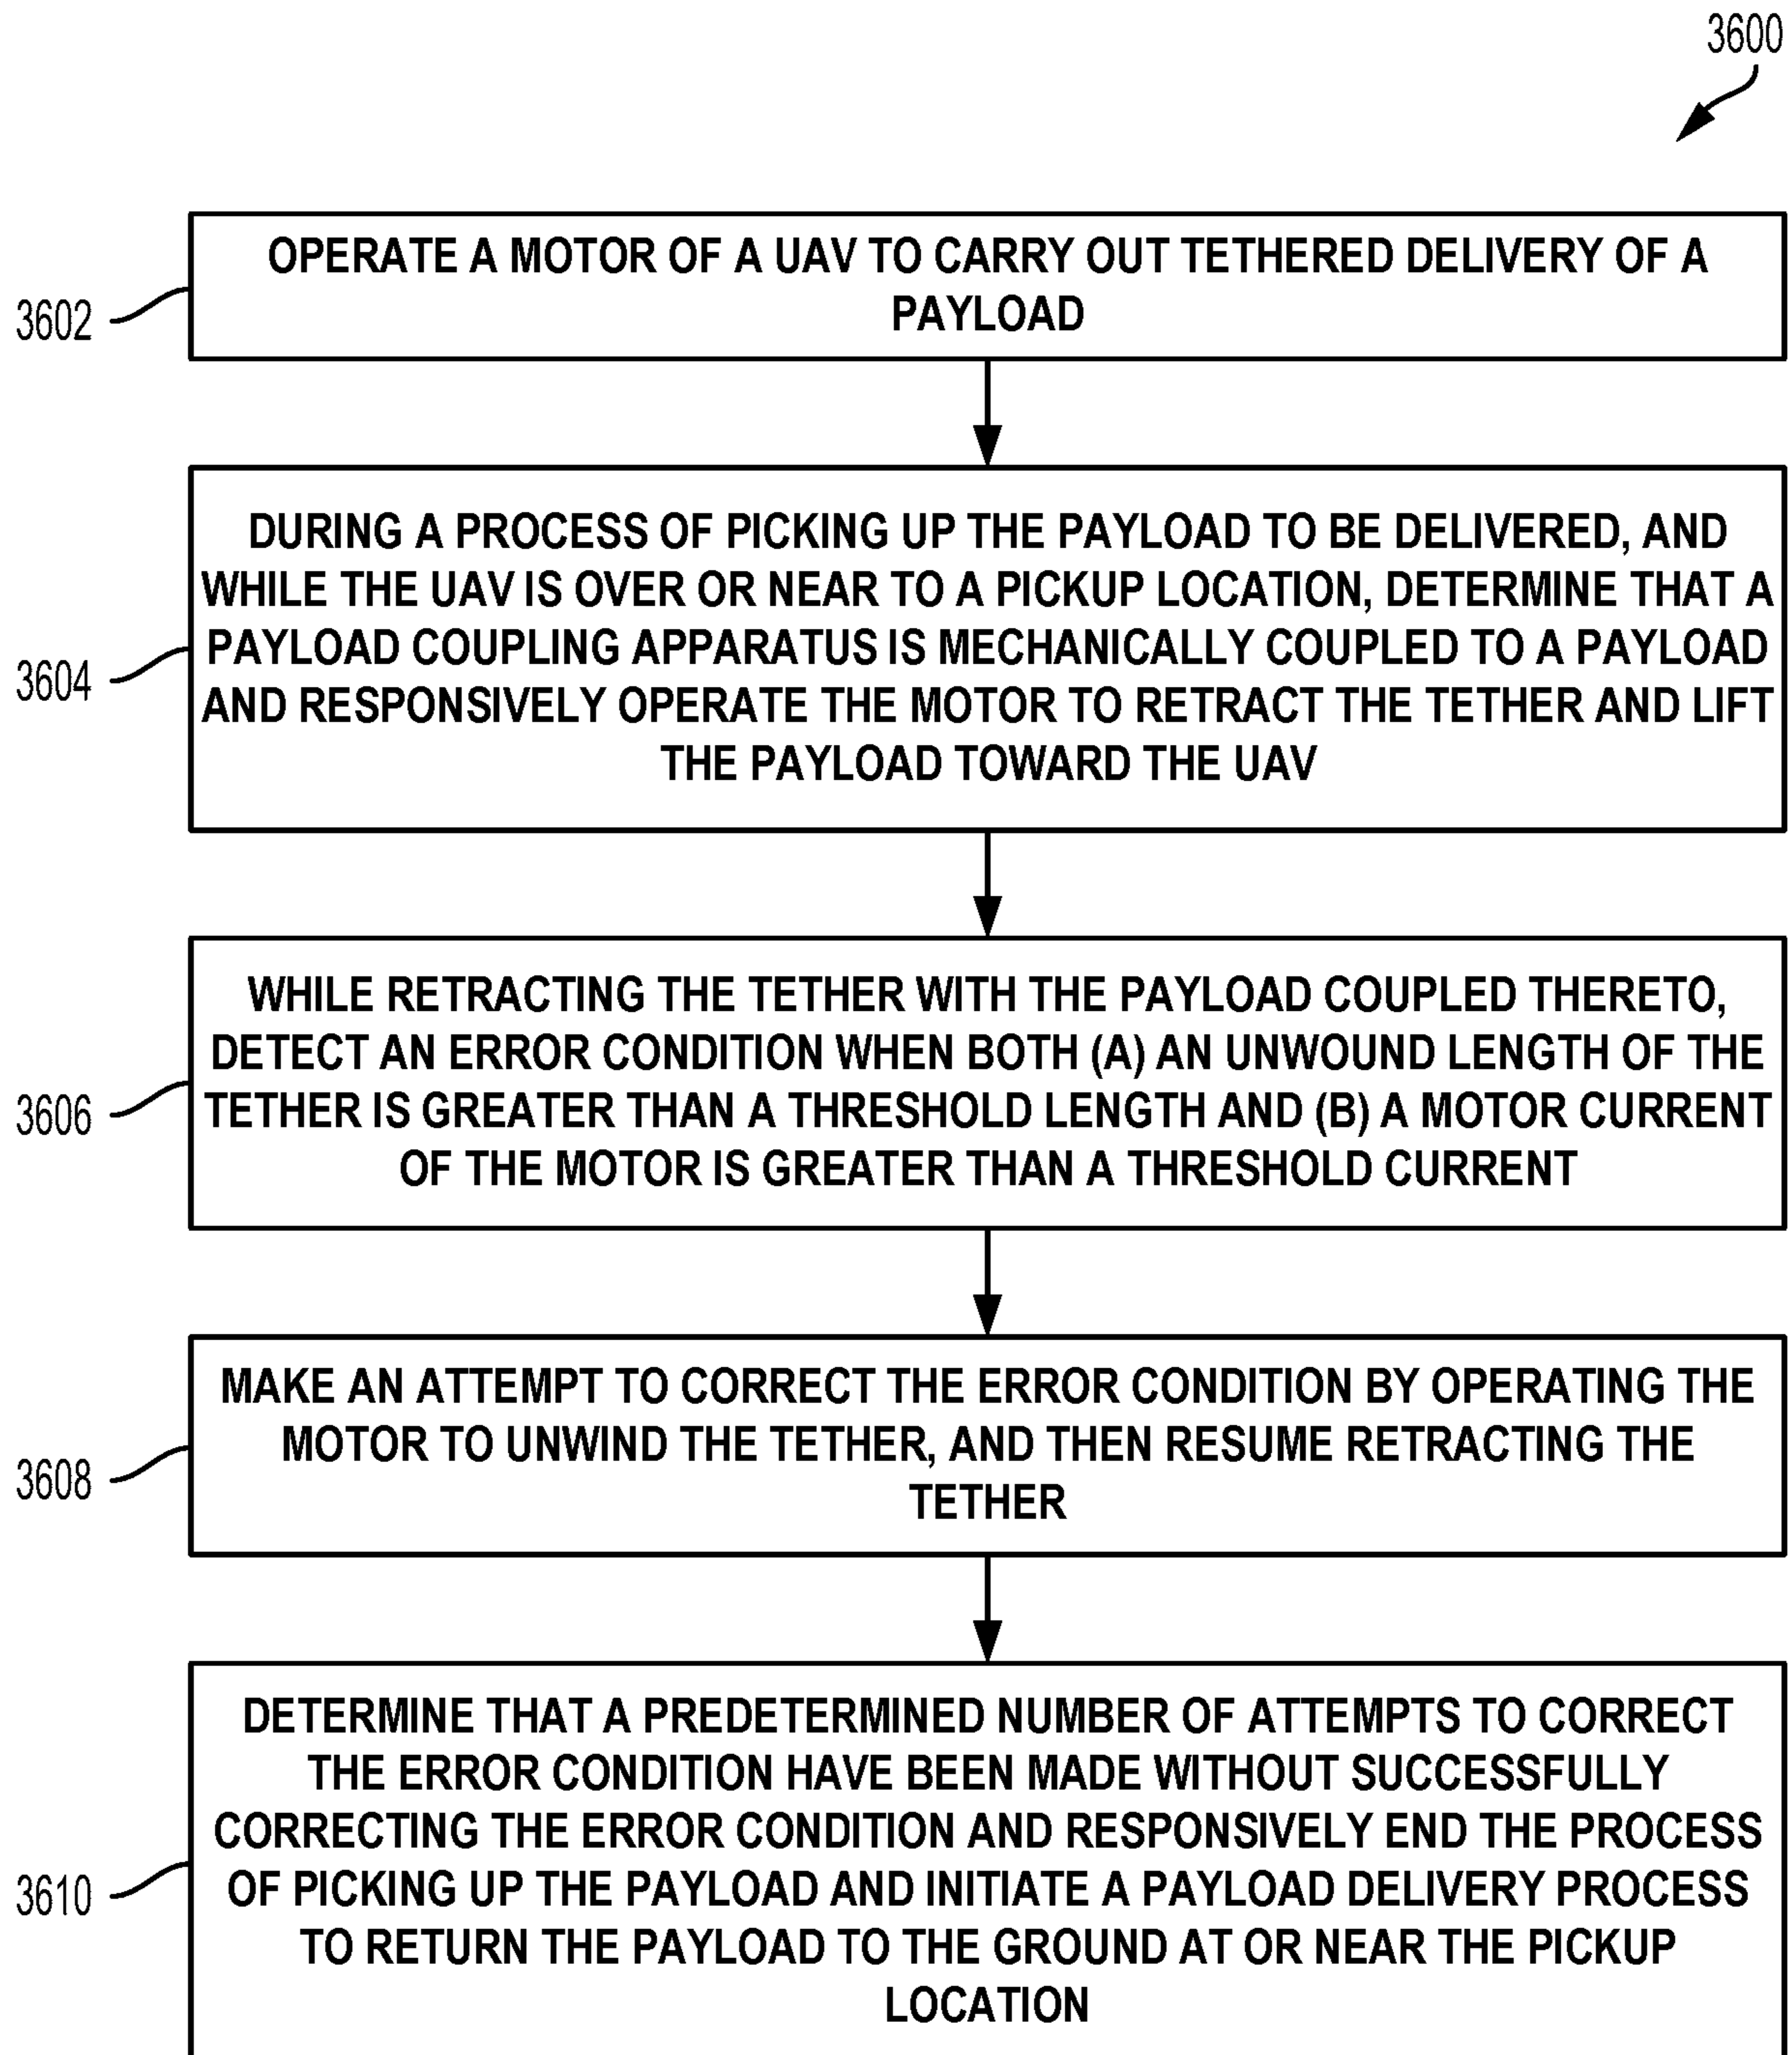 3600
3602
OPERATE A MOTOR OF A UAV TO CARRY OUT TETHERED DELIVERY OF A
PAYLOAD
3604
DURING A PROCESS OF PICKING UP THE PAYLOAD TO BE DELIVERED, AND
WHILE THE UAV IS OVER OR NEAR TO A PICKUP LOCATION, DETERMINE THAT A
PAYLOAD COUPLING APPARATUS IS MECHANICALLY COUPLED TO A PAYLOAD
AND RESPONSIVELY OPERATE THE MOTOR TO RETRACT THE TETHER AND LIFT
THE PAYLOAD TOWARD THE UAV
3606
WHILE RETRACTING THE TETHER WITH THE PAYLOAD COUPLED THERETO,
DETECT AN ERROR CONDITION WHEN BOTH (A) AN UNWOUND LENGTH OF THE
TETHER IS GREATER THAN A THRESHOLD LENGTH AND (B) A MOTOR CURRENT
OF THE MOTOR IS GREATER THAN A THRESHOLD CURRENT
3608
MAKE AN ATTEMPT TO CORRECT THE ERROR CONDITION BY OPERATING THE
MOTOR TO UNWIND THE TETHER, AND THEN RESUME RETRACTING THE
TETHER
3610
DETERMINE THAT A PREDETERMINED NUMBER OF ATTEMPTS TO CORRECT
THE ERROR CONDITION HAVE BEEN MADE WITHOUT SUCCESSFULLY
CORRECTING THE ERROR CONDITION AND RESPONSIVELY END THE PROCESS
OF PICKING UP THE PAYLOAD AND INITIATE A PAYLOAD DELIVERY PROCESS
TO RETURN THE PAYLOAD TO THE GROUND AT OR NEAR THE PICKUP
LOCATION